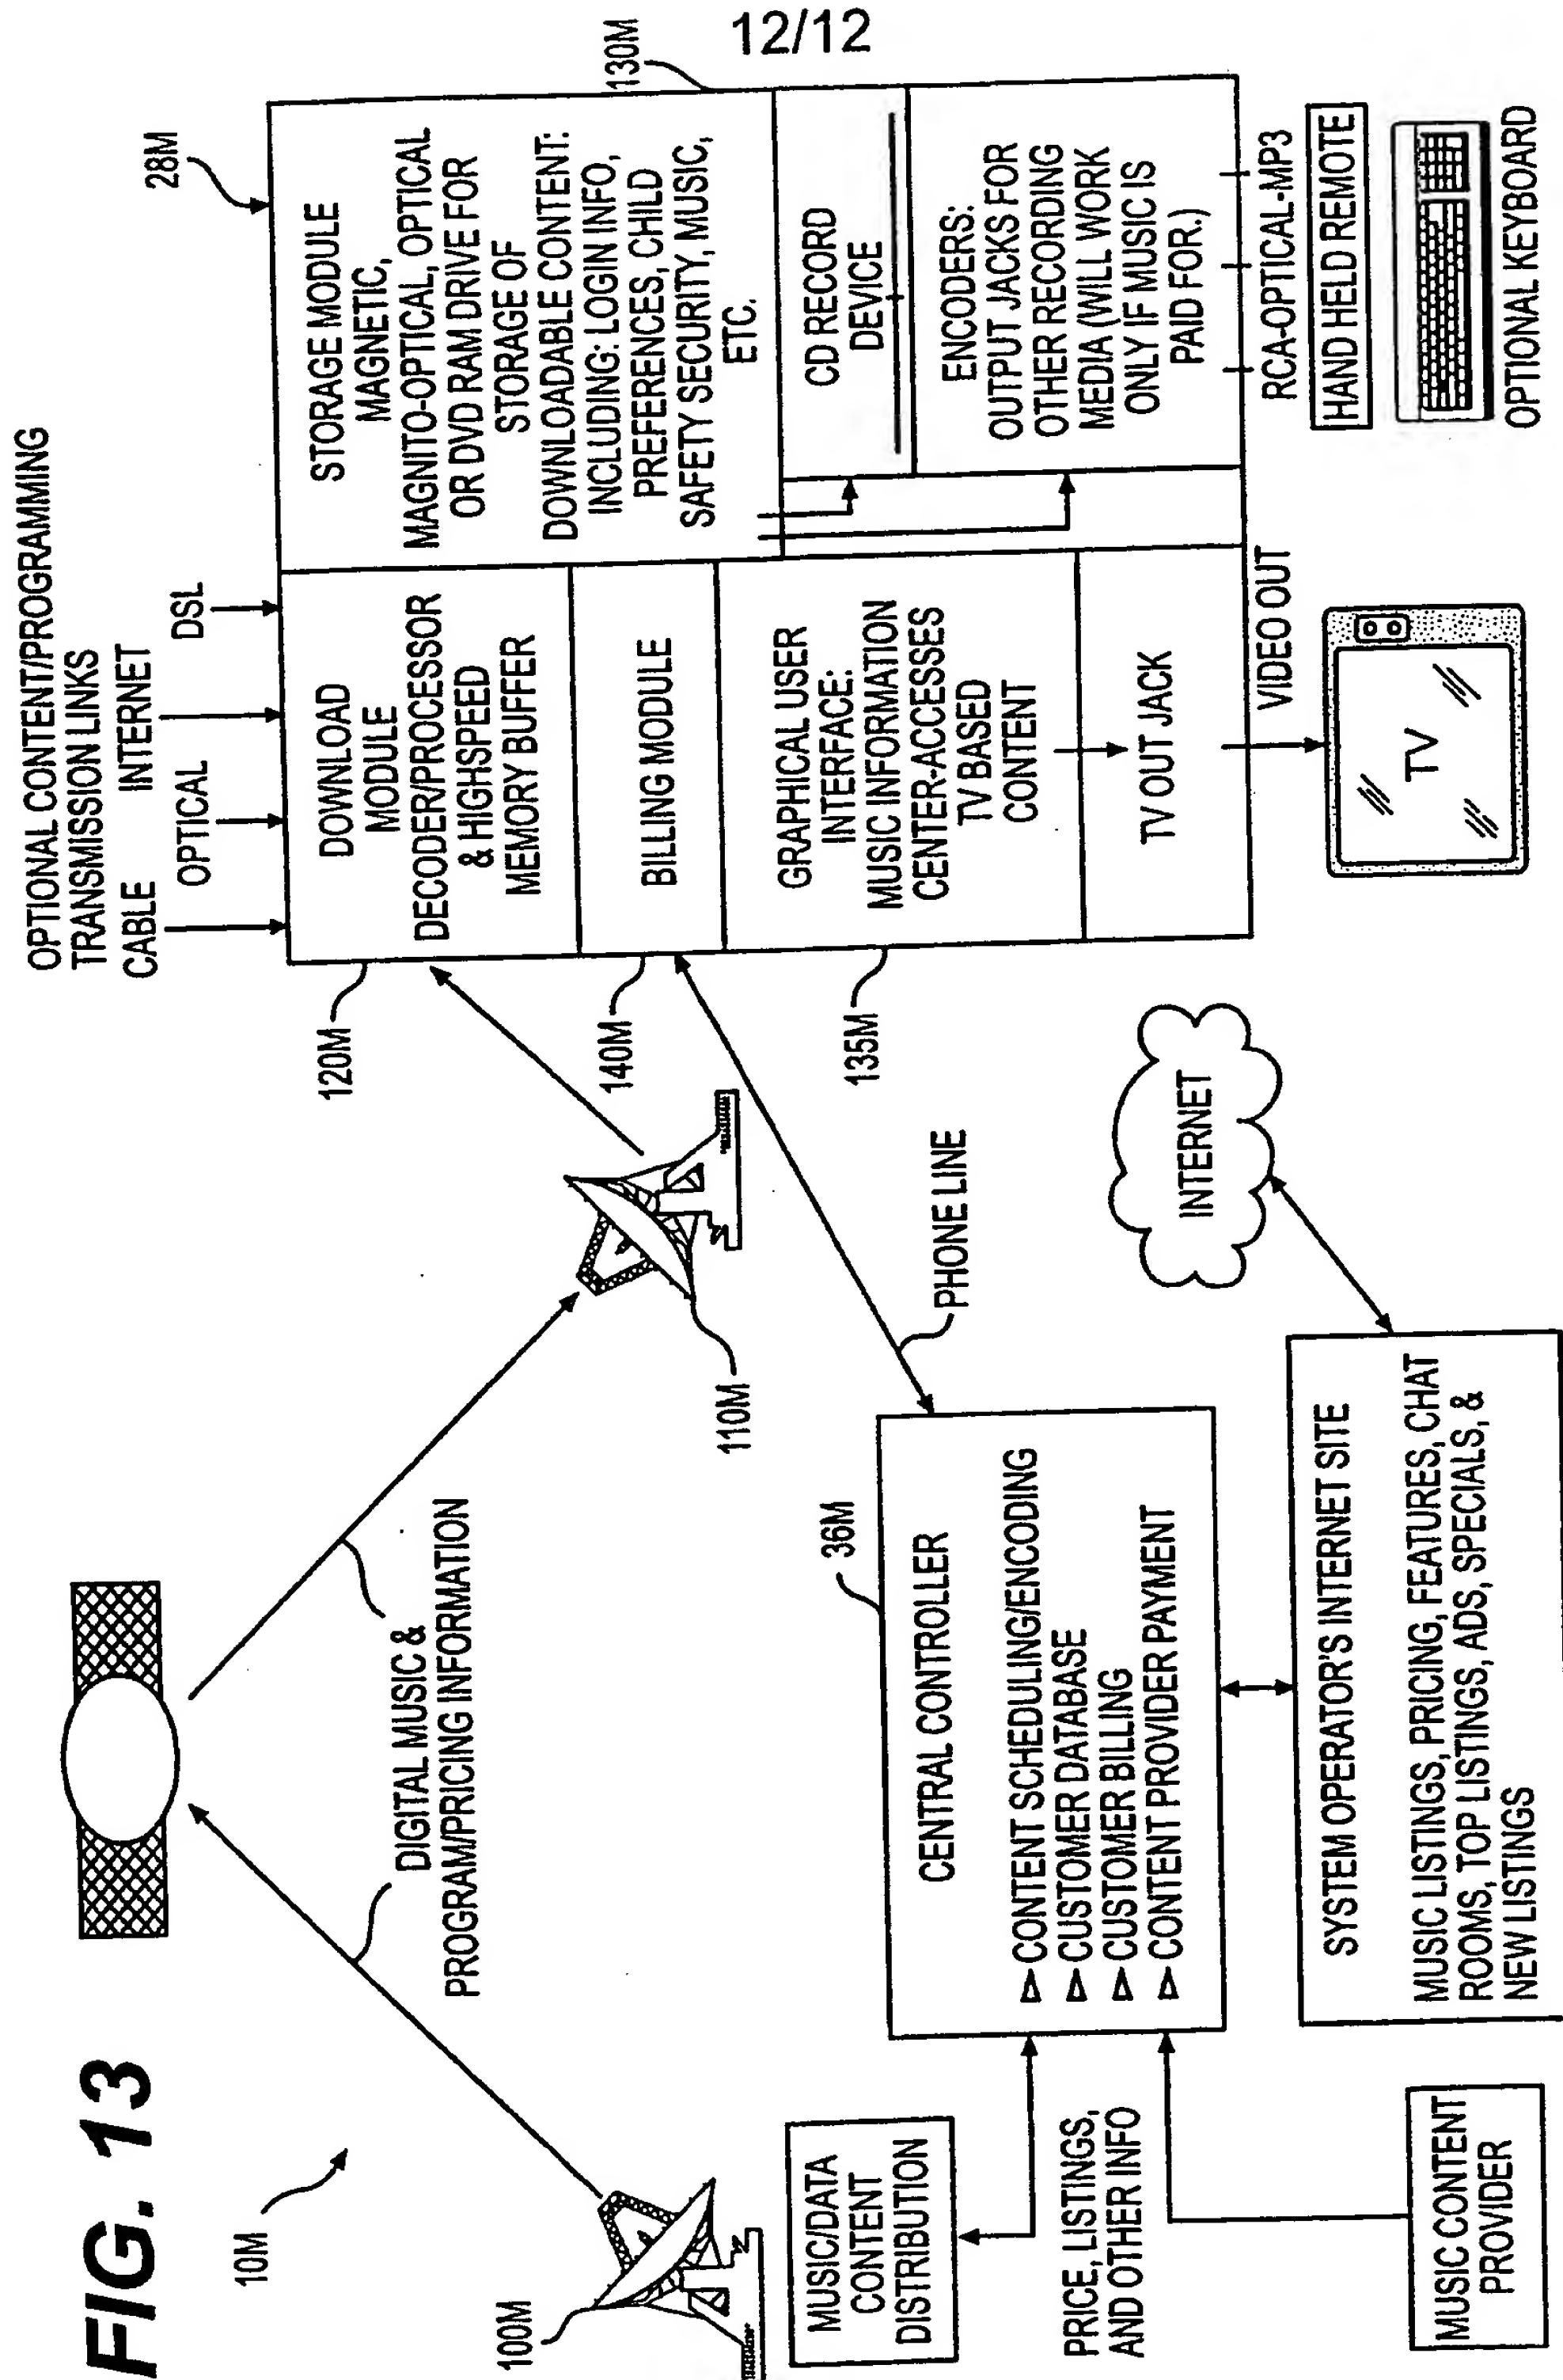 12/12
FIG. 13
10M
100M
DIGITAL MUSIC &
PROGRAM/PRICING INFORMATION
110M
MUSIC/DATA
CONTENT
DISTRIBUTION
PRICE, LISTINGS,
AND OTHER INFO
MUSIC CONTENT
PROVIDER
36M
CENTRAL CONTROLLER
CONTENT SCHEDULING/ENCODING
CUSTOMER DATABASE
CUSTOMER BILLING
CONTENT PROVIDER PAYMENT
PHONE LINE
SYSTEM OPERATOR'S INTERNET SITE
MUSIC LISTINGS, PRICING, FEATURES, CHAT
ROOMS, TOP LISTINGS, ADS, SPECIALS, &
NEW LISTINGS
INTERNET
OPTIONAL CONTENT/PROGRAMMING
TRANSMISSION LINKS
CABLE INTERNET
OPTICAL DSL
28M
120M
DOWNLOAD
MODULE
DECODER/PROCESSOR
& HIGHSPEED
MEMORY BUFFER
140M
BILLING MODULE
135M
GRAPHICAL USER
INTERFACE:
MUSIC INFORMATION
CENTER-ACCESSES
TV BASED
CONTENT
TV OUT JACK
VIDEO OUT
TV
130M
STORAGE MODULE
MAGNETIC,
MAGNITO-OPTICAL, OPTICAL
OR DVD RAM DRIVE FOR
STORAGE OF
DOWNLOADABLE CONTENT:
INCLUDING: LOGIN INFO,
PREFERENCES, CHILD
SAFETY SECURITY, MUSIC,
ETC.
CD RECORD
DEVICE
ENCODERS:
OUTPUT JACKS FOR
OTHER RECORDING
MEDIA (WILL WORK
ONLY IF MUSIC IS
PAID FOR.)
RCA-OPTICAL-MP3
HAND HELD REMOTE
OPTIONAL KEYBOARD